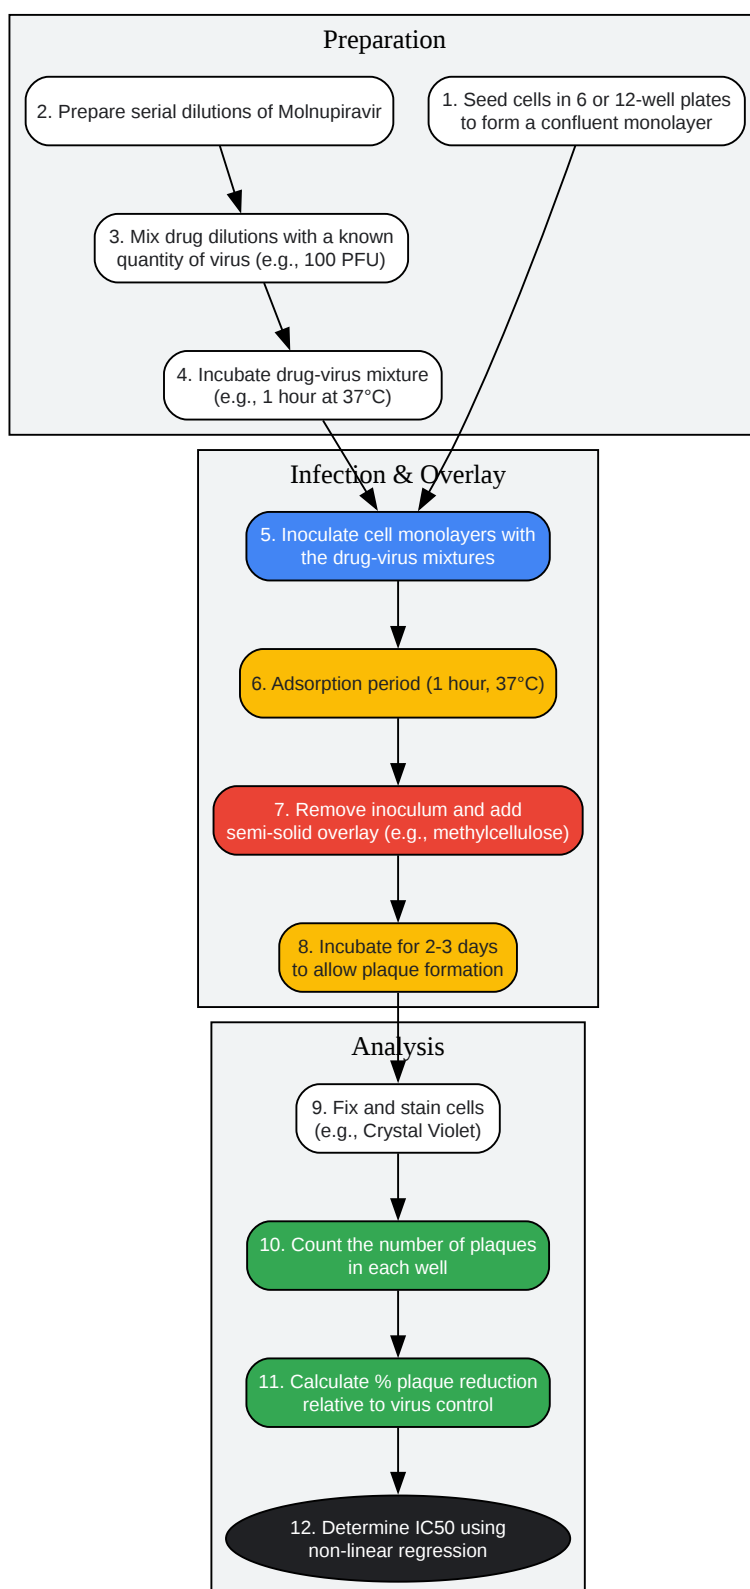 Preparation
2. Prepare serial dilutions of Molnupiravir
1. Seed cells in 6 or 12-well plates
to form a confluent monolayer
3. Mix drug dilutions with a known
quantity of virus (e.g., 100 PFU)
4. Incubate drug-virus mixture
(e.g., 1 hour at 37°C)
Infection & Overlay
5. Inoculate cell monolayers with
the drug-virus mixtures
6. Adsorption period (1 hour, 37°C)
7. Remove inoculum and add
semi-solid overlay (e.g., methylcellulose)
8. Incubate for 2-3 days
to allow plaque formation
Analysis
9. Fix and stain cells
(e.g., Crystal Violet)
10. Count the number of plaques
in each well
11. Calculate % plaque reduction
relative to virus control
12. Determine IC50 using
non-linear regression